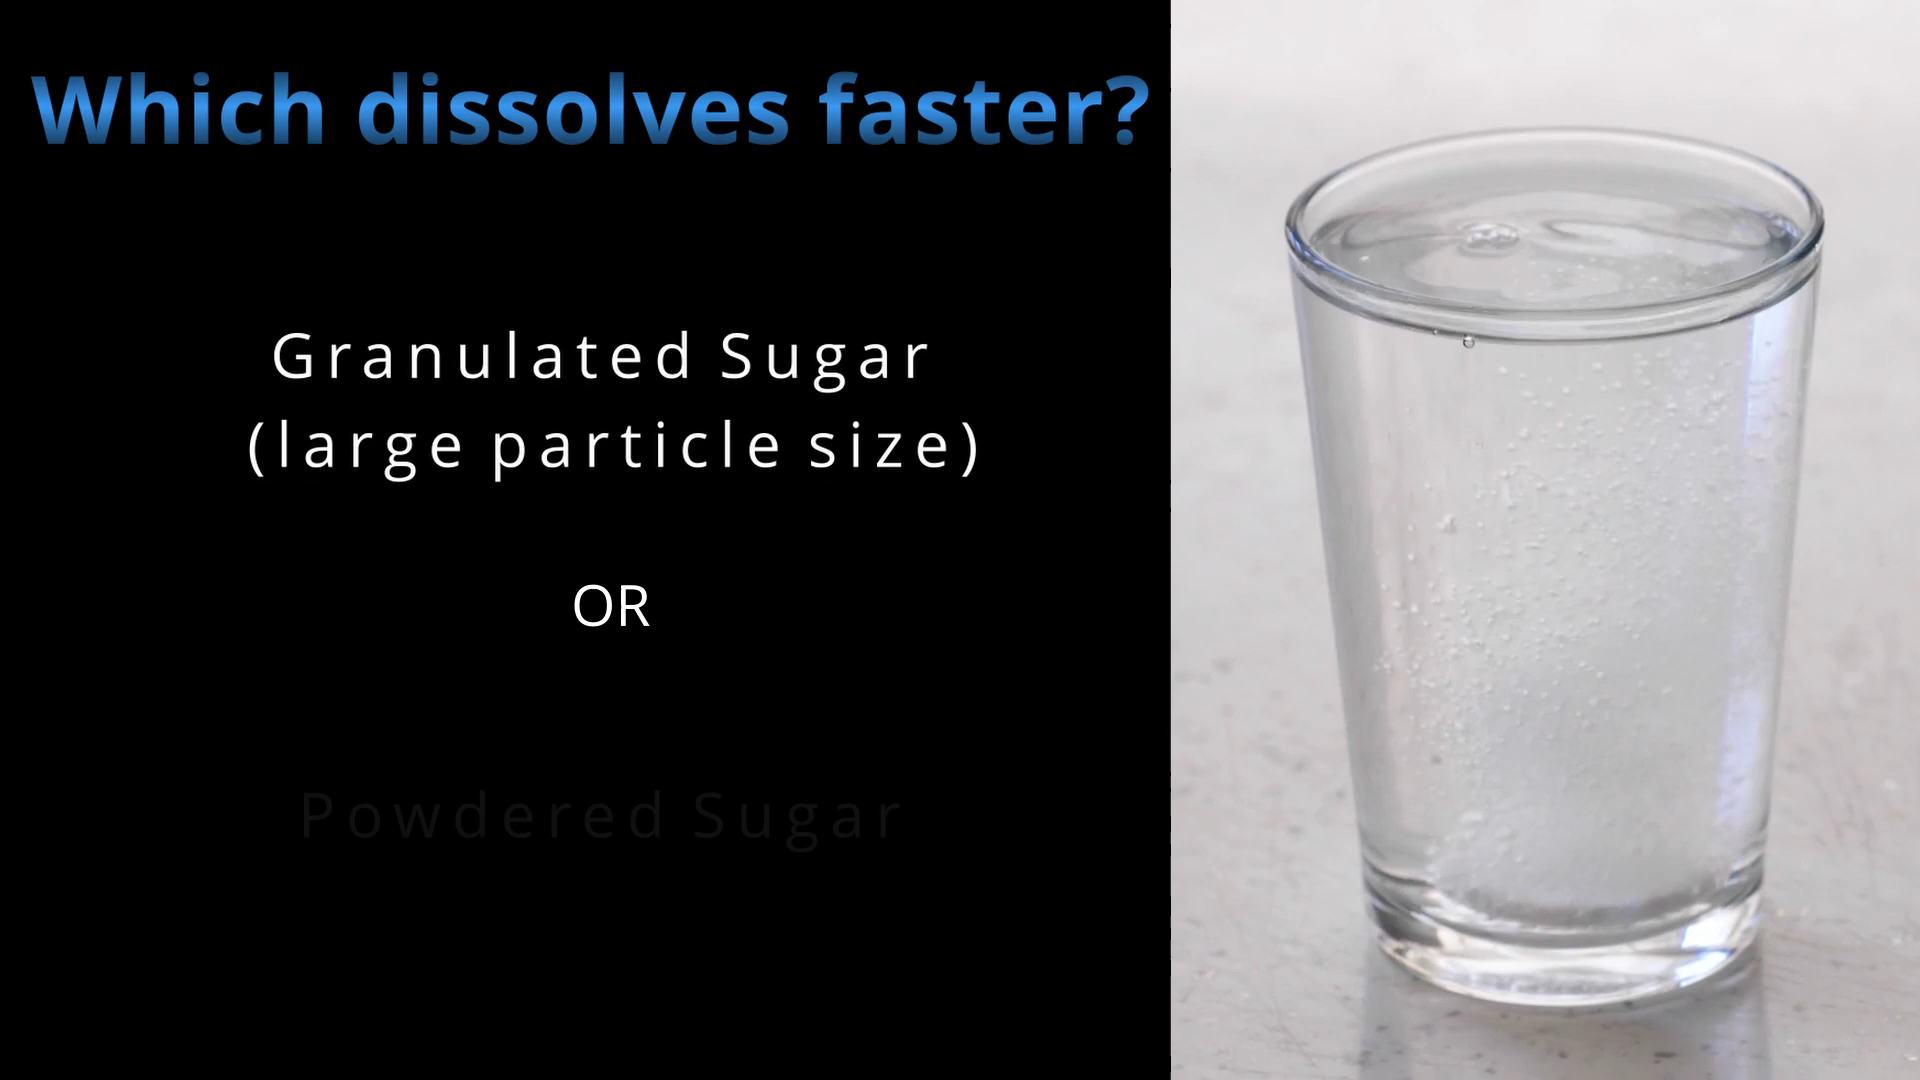 Which dissolves faster?
Granulated Sugar
(large particle size)
OR
Powdered Sugar